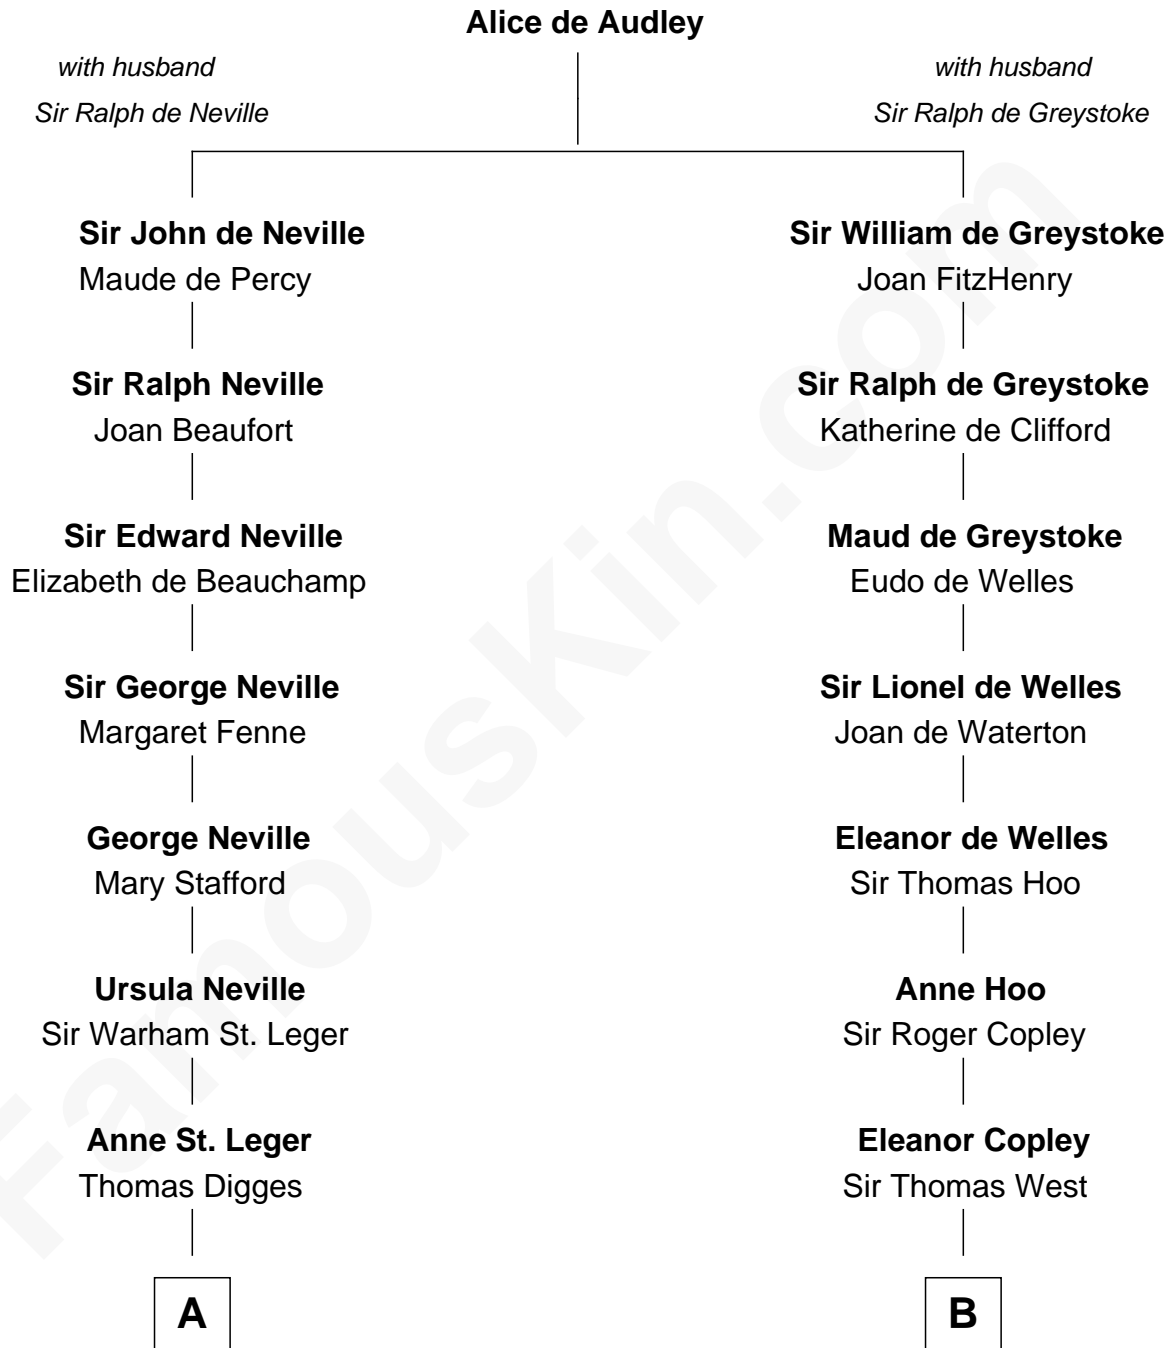 Alice de Audley
with husband
Sir Ralph de Neville
with husband
Sir Ralph de Greystoke
Sir John de Neville
Maude de Percy
Sir William de Greystoke
Joan FitzHenry
Sir Ralph Neville
Joan Beaufort
Sir Ralph de Greystoke
Katherine de Clifford
Sir Edward Neville
Elizabeth de Beauchamp
Maud de Greystoke
Eudo de Welles
Sir George Neville
Margaret Fenne
Sir Lionel de Welles
Joan de Waterton
George Neville
Mary Stafford
Eleanor de Welles
Sir Thomas Hoo
Ursula Neville
Sir Warham St. Leger
Anne Hoo
Sir Roger Copley
Anne St. Leger
Thomas Digges
Eleanor Copley
Sir Thomas West
A
B
FamousKin.com